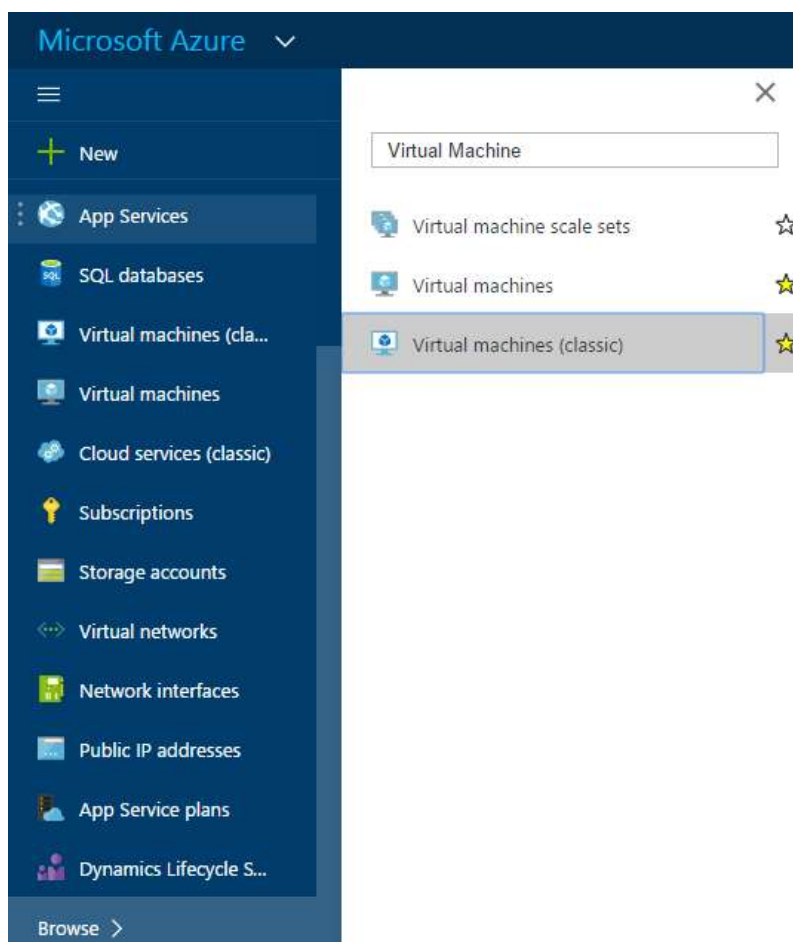 Microsoft Azure
New
App Services
SQL databases
Virtual machines (cla...
Virtual machines
Cloud services (classic)
Subscriptions
Storage accounts
Virtual networks
Network interfaces
Public IP addresses
App Service plans
Dynamics Lifecycle S...
Browse >
Virtual Machine
Virtual machine scale sets
Virtual machines
Virtual machines (classic)